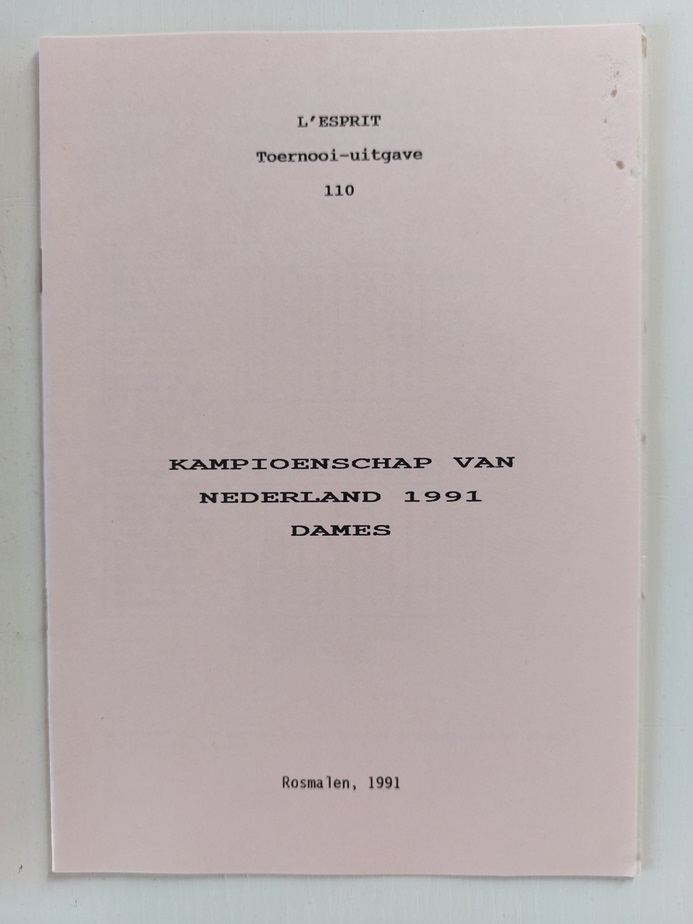 L'ESPRIT
Toernooi-uitgave
110
KAMPIOENSCHAP VAN
NEDERLAND 1991
DAMES
Rosmalen, 1991